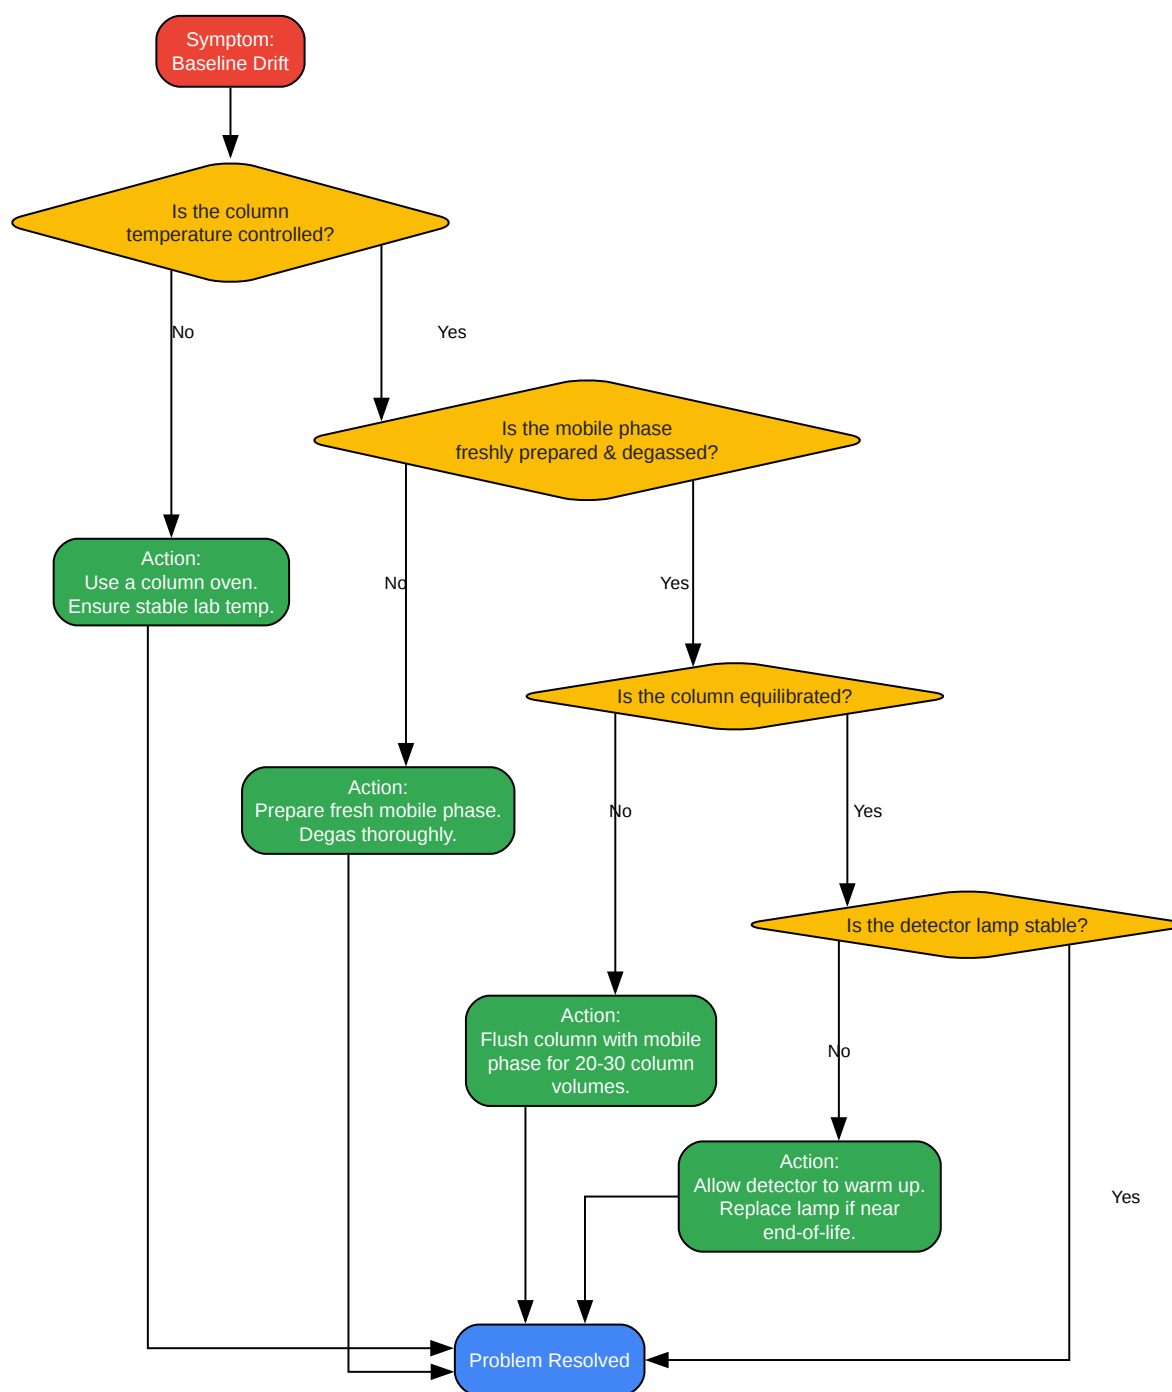 Symptom:
Baseline Drift
Is the column
temperature controlled?
No
Yes
Is the mobile phase
freshly prepared & degassed?
Action:
Use a column oven.
Ensure stable lab temp.
No
Yes
Is the column equilibrated?
Action:
Prepare fresh mobile phase.
Degas thoroughly.
No
Yes
Is the detector lamp stable?
Action:
Flush column with mobile
phase for 20-30 column
volumes.
No
Action:
Allow detector to warm up.
Replace lamp if near
end-of-life.
Yes
Problem Resolved